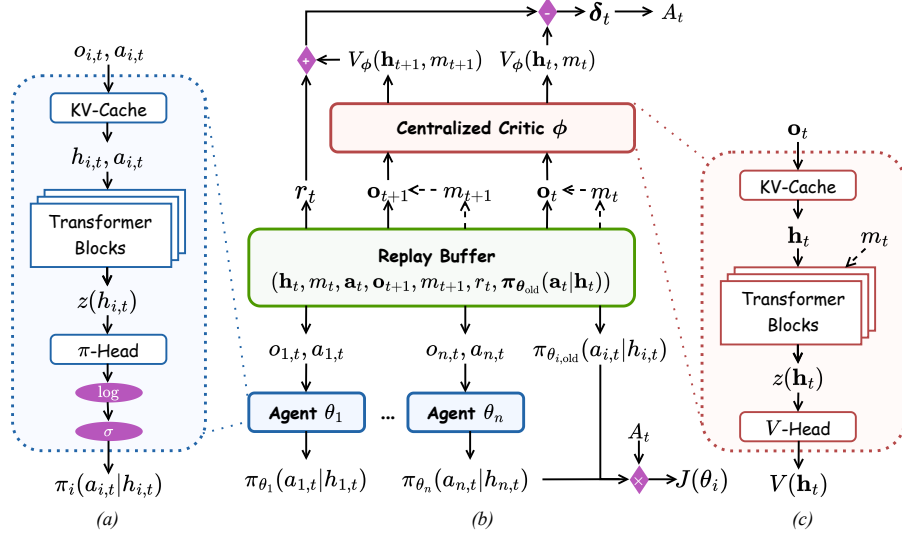 o_{i,t}, a_{i,t}
KV-Cache
h_{i,t}, a_{i,t}
Transformer
Blocks
z(h_{i,t})
π-Head
log
σ
π_i(a_{i,t}|h_{i,t})
(a)
- δ_t A_t
+ V_ϕ(h_{t+1}, m_{t+1}) V_ϕ(h_t, m_t)
Centralized Critic ϕ
r_t o_{t+1} m_{t+1} o_t m_t
Replay Buffer
(h_t, m_t, a_t, o_{t+1}, m_{t+1}, r_t, π_{θ_old}(a_t|h_t))
o_{1,t}, a_{1,t} o_{n,t}, a_{n,t} π_{θ_{i,old}}(a_{i,t}|h_{i,t})
Agent θ_1 ... Agent θ_n
A_t
π_{θ_1}(a_{1,t}|h_{1,t}) π_{θ_n}(a_{n,t}|h_{n,t}) × J(θ_i)
(b)
o_t
KV-Cache
h_t m_t
Transformer
Blocks
z(h_t)
V-Head
V(h_t)
(c)